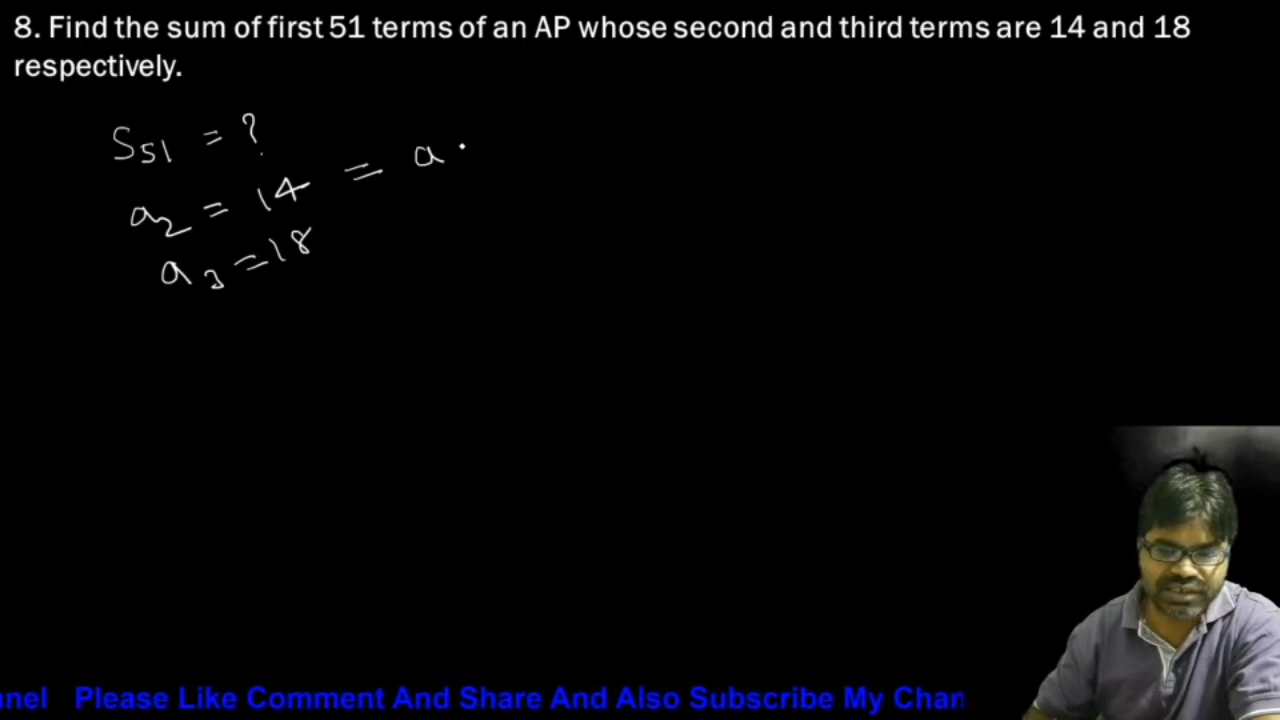 8. Find the sum of first 51 terms of an AP whose second and third terms are 14 and 18
respectively.
S₅₁ = ?
a₂ = 14 = a
a₃ = 18
nnel Please Like Comment And Share And Also Subscribe My Chan